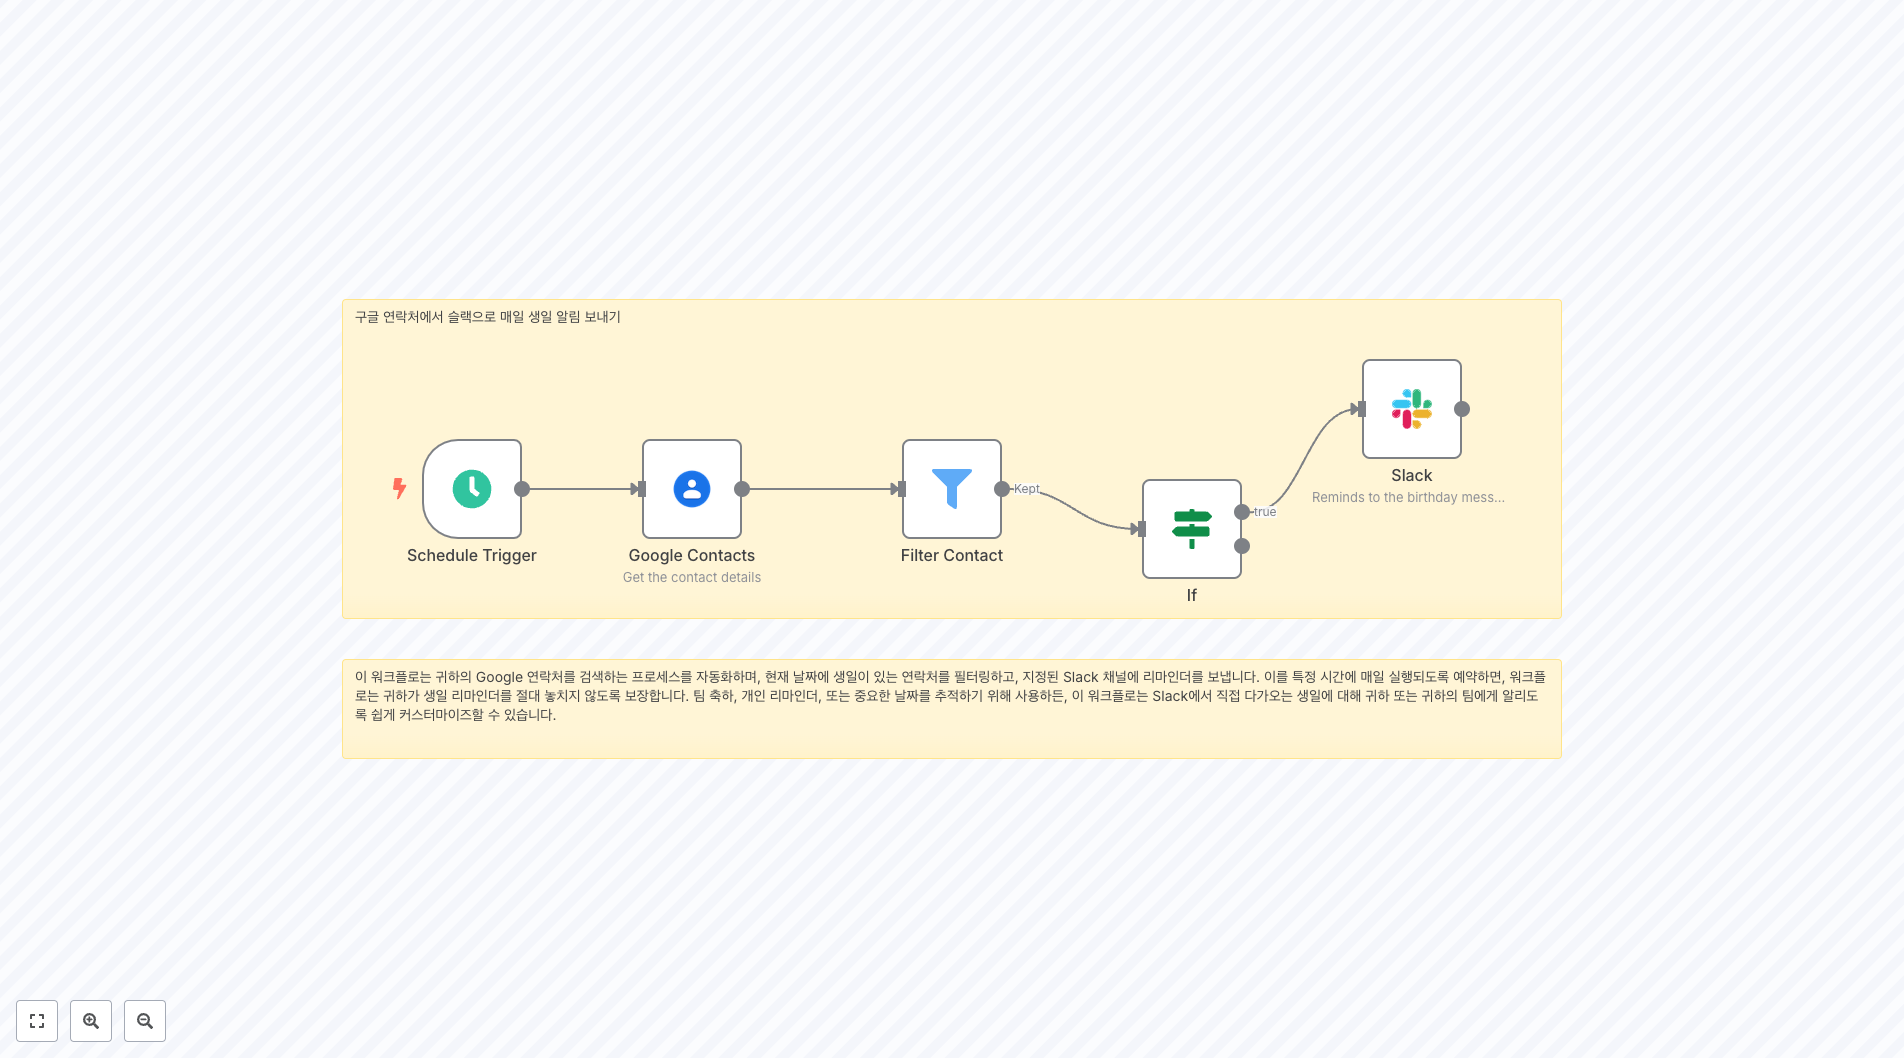 구글 연락처에서 슬랙으로 매일 생일 알림 보내기
Slack
Reminds to the birthday mess...
Kept
true
Schedule Trigger
Google Contacts
Get the contact details
Filter Contact
If
이 워크플로는 귀하의 Google 연락처를 검색하는 프로세스를 자동화하며, 현재 날짜에 생일이 있는 연락처를 필터링하고, 지정된 Slack 채널에 리마인더를 보냅니다. 이를 특정 시간에 매일 실행되도록 예약하면, 워크플
로는 귀하가 생일 리마인더를 절대 놓치지 않도록 보장합니다. 팀 축하, 개인 리마인더, 또는 중요한 날짜를 추적하기 위해 사용하든, 이 워크플로는 Slack에서 직접 다가오는 생일에 대해 귀하 또는 귀하의 팀에게 알리도
록 쉽게 커스터마이즈할 수 있습니다.